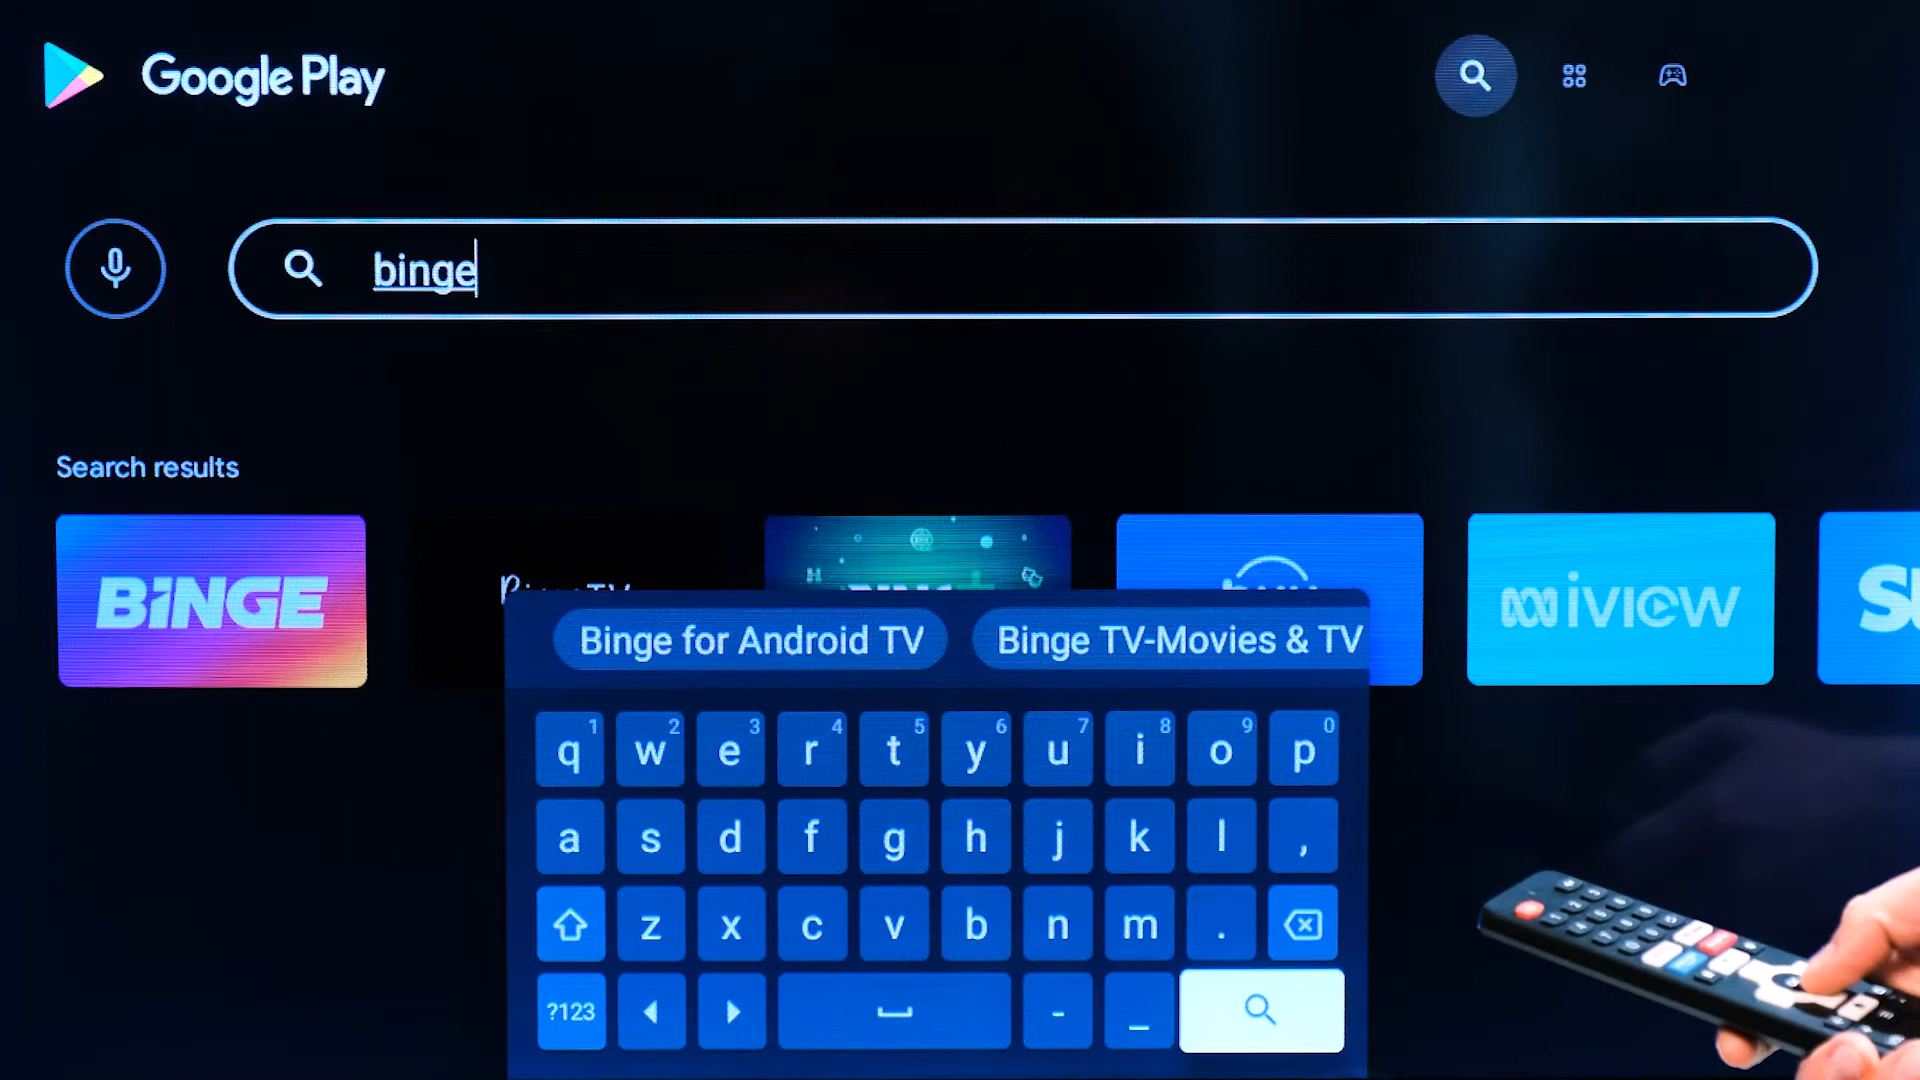 Google Play
binge
Search results
BINGE
iview
Binge for Android TV
Binge TV-Movies & TV
q 1 w 2 e 3 r 4 t 5 y 6 u 7 i 8 o 9 p 0
a s d f g h j k l ,
z x c v b n m .
?123 - _